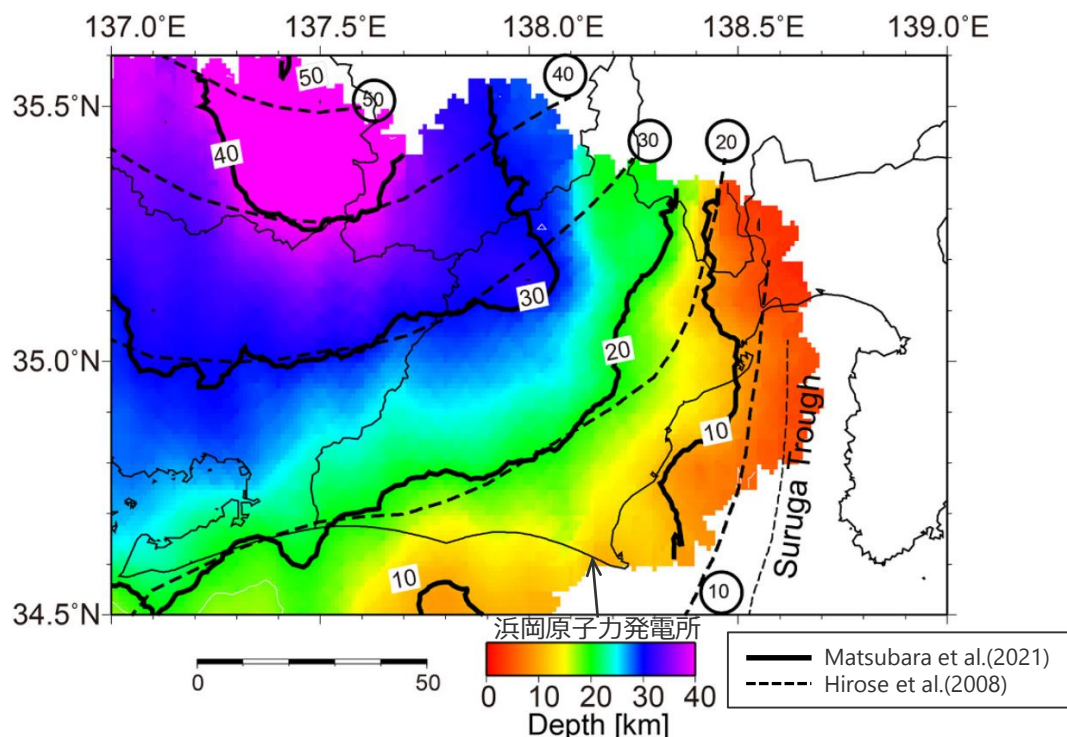 137.0˚E 137.5˚ 138.0˚ 138.5˚ 139.0˚
35.5˚
35.0˚
34.5˚N
50
50
40
30
20
40
30
20
10
10
10
Suruga Trough
浜岡原子力発電所
0 50
0 10 20 30 40
Depth [km]
Matsubara et al.(2021)
Hirose et al.(2008)